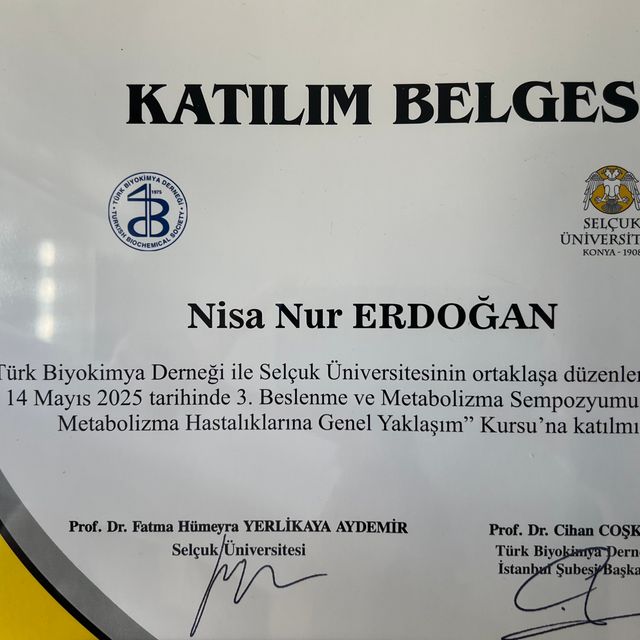 KATILIM BELGES
TÜRK BİYOKİMYA DERNEĞİ
1975
TURKISH BIOCHEMICAL SOCIETY
SELÇUK
ÜNİVERSİT
KONYA - 1908
Nisa Nur ERDOĞAN
Türk Biyokimya Derneği ile Selçuk Üniversitesinin ortaklaşa düzenlen
14 Mayıs 2025 tarihinde 3. Beslenme ve Metabolizma Sempozyumu
Metabolizma Hastalıklarına Genel Yaklaşım” Kursu’na katılmı
Prof. Dr. Fatma Hümeyra YERLİKAYA AYDEMİR
Selçuk Üniversitesi
Prof. Dr. Cihan COŞK
Türk Biyokimya Derne
İstanbul Şubesi Başka